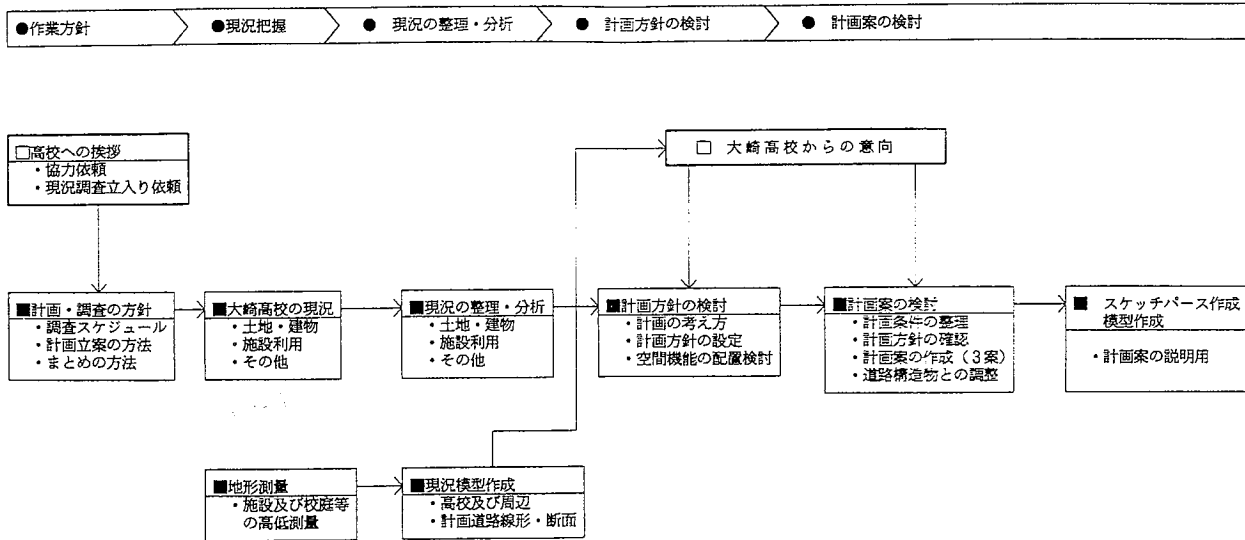 ●作業方針
●現況把握
● 現況の整理・分析
● 計画方針の検討
● 計画案の検討
□高校への挨拶
・協力依頼
・現況調査立入り依頼
□ 大崎高校からの意向
■計画・調査の方針
・調査スケジュール
・計画立案の方法
・まとめの方法
■大崎高校の現況
・土地・建物
・施設利用
・その他
■現況の整理・分析
・土地・建物
・施設利用
・その他
■計画方針の検討
・計画の考え方
・計画方針の設定
・空間機能の配置検討
■計画案の検討
・計画条件の整理
・計画方針の確認
・計画案の作成(3案)
・道路構造物との調整
■ スケッチパース作成
模型作成
・計画案の説明用
■地形測量
・施設及び校庭等
の高低測量
■現況模型作成
・高校及び周辺
・計画道路線形・断面